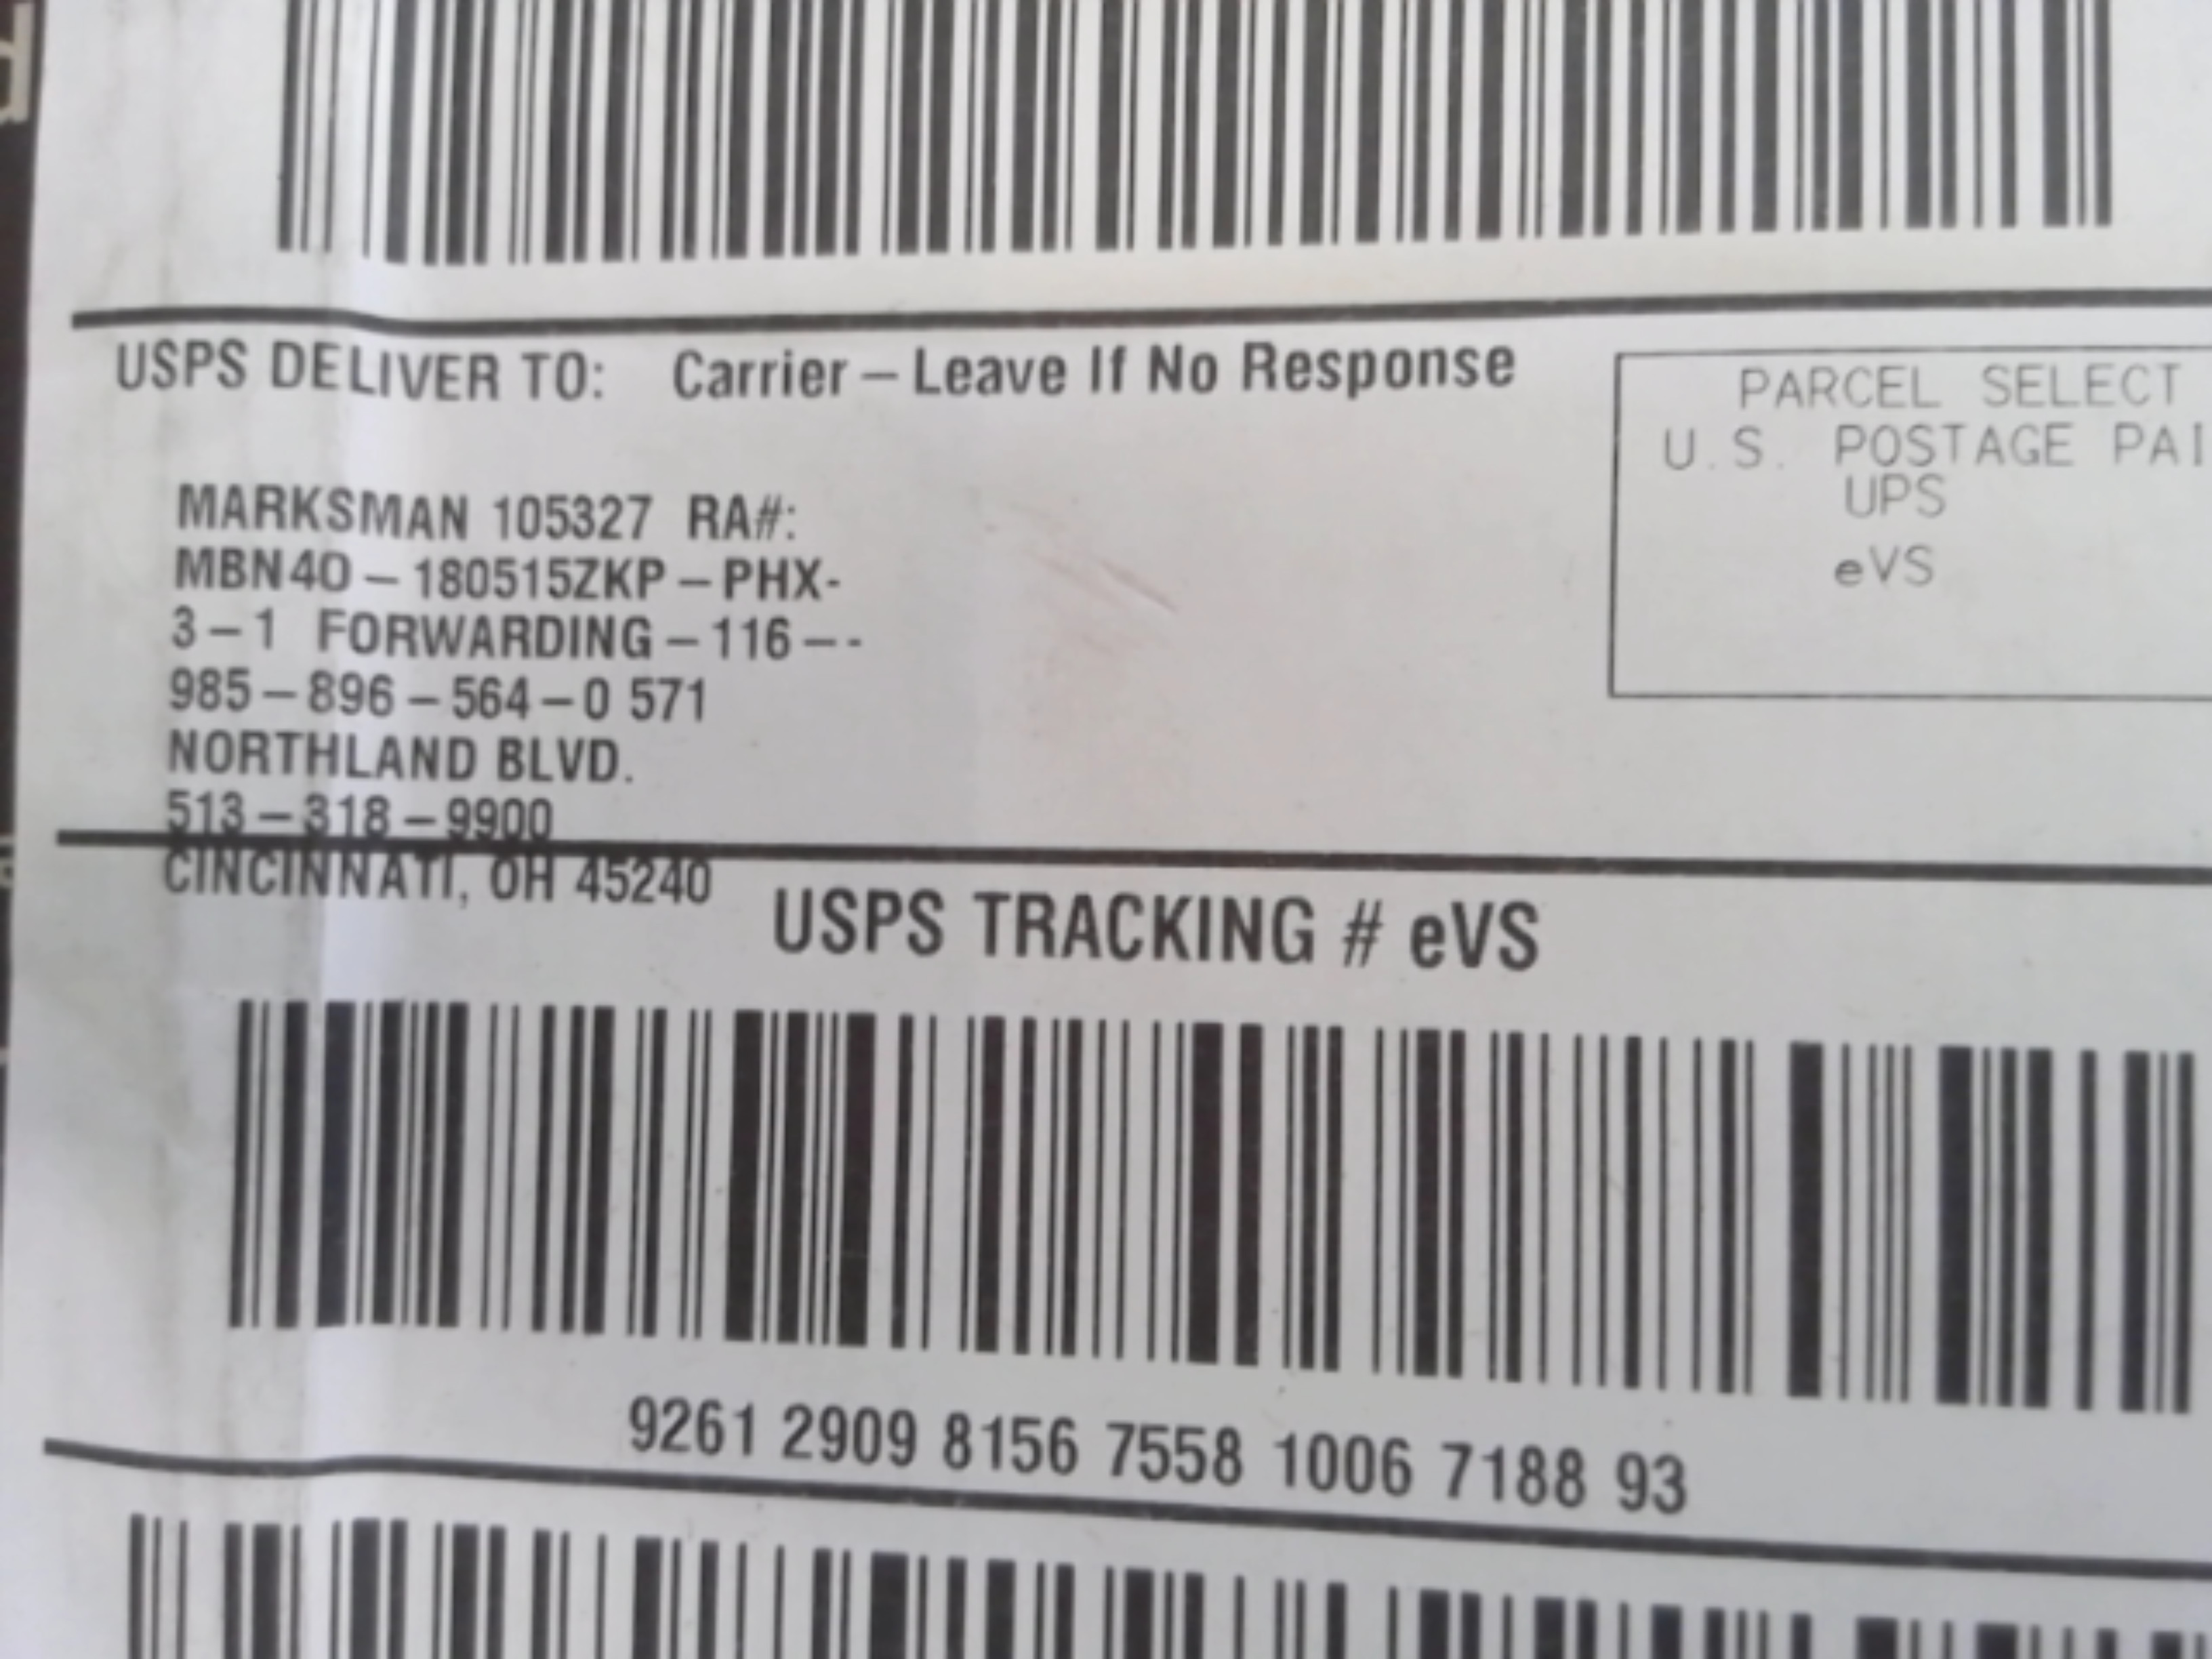 USPS DELIVER TO: Carrier – Leave If No Response
PARCEL SELECT
U.S. POSTAGE PAI
UPS
eVS
MARKSMAN 105327 RA#:
MBN40 – 180515ZKP – PHX-
3 – 1 FORWARDING – 116 – -
985 – 896 – 564 – 0 571
NORTHLAND BLVD.
513 – 318 – 9900
CINCINNATI, OH 45240
USPS TRACKING # eVS
9261 2909 8156 7558 1006 7188 93